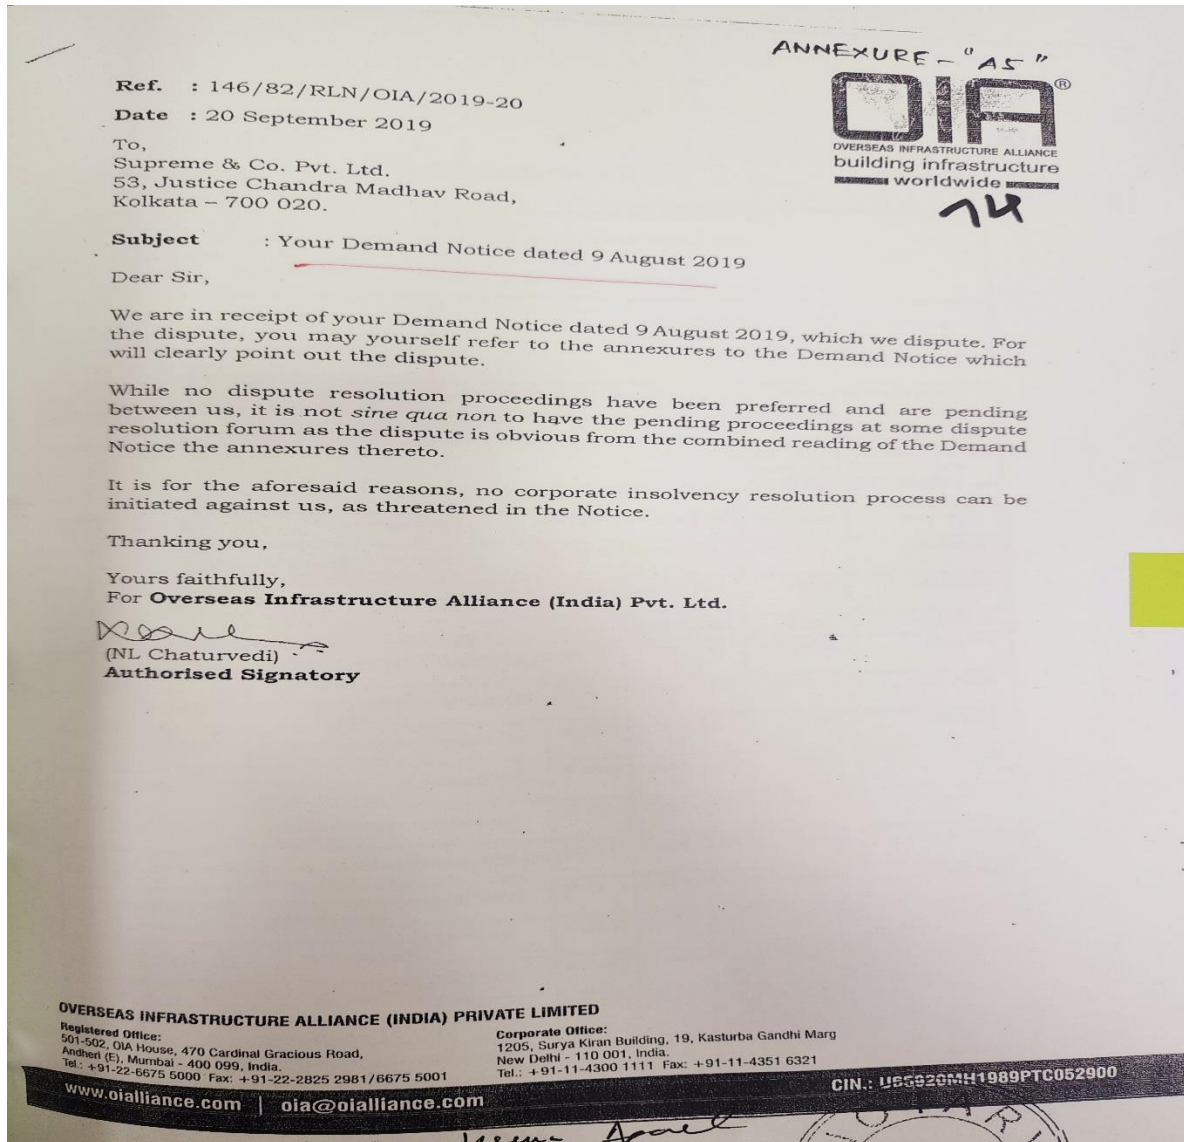 ANNEXURE - "A5"
Ref. : 146/82/RLN/OIA/2019-20
Date : 20 September 2019
OIA®
OVERSEAS INFRASTRUCTURE ALLIANCE
building infrastructure
worldwide
74
To,
Supreme & Co. Pvt. Ltd.
53, Justice Chandra Madhav Road,
Kolkata – 700 020.
Subject : Your Demand Notice dated 9 August 2019
Dear Sir,
We are in receipt of your Demand Notice dated 9 August 2019, which we dispute. For
the dispute, you may yourself refer to the annexures to the Demand Notice which
will clearly point out the dispute.
While no dispute resolution proceedings have been preferred and are pending
between us, it is not sine qua non to have the pending proceedings at some dispute
resolution forum as the dispute is obvious from the combined reading of the Demand
Notice the annexures thereto.
It is for the aforesaid reasons, no corporate insolvency resolution process can be
initiated against us, as threatened in the Notice.
Thanking you,
Yours faithfully,
For Overseas Infrastructure Alliance (India) Pvt. Ltd.
(NL Chaturvedi)
Authorised Signatory
OVERSEAS INFRASTRUCTURE ALLIANCE (INDIA) PRIVATE LIMITED
Registered Office:
501-502, OIA House, 470 Cardinal Gracious Road,
Andheri (E), Mumbai - 400 099, India.
Tel.: +91-22-6675 5000 Fax: +91-22-2825 2981/6675 5001
Corporate Office:
1205, Surya Kiran Building, 19, Kasturba Gandhi Marg
New Delhi - 110 001, India.
Tel.: +91-11-4300 1111 Fax: +91-11-4351 6321
www.oialliance.com | oia@oialliance.com
CIN.: